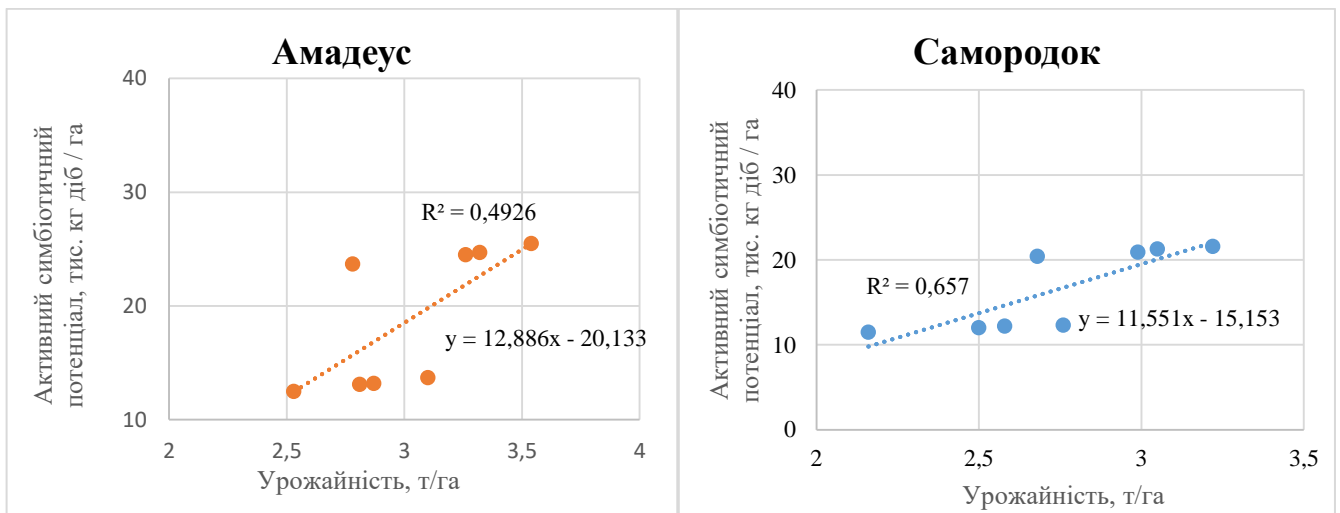 Амадеус
Активний симбіотичний
потенціал, тис. кг діб / га
40
30
20
10
R² = 0,4926
y = 12,886x - 20,133
2
2,5
3
3,5
4
Урожайність, т/га
Самородок
Активний симбіотичний
потенціал, тис. кг діб / га
40
30
20
10
0
R² = 0,657
y = 11,551x - 15,153
2
2,5
3
3,5
Урожайність, т/га